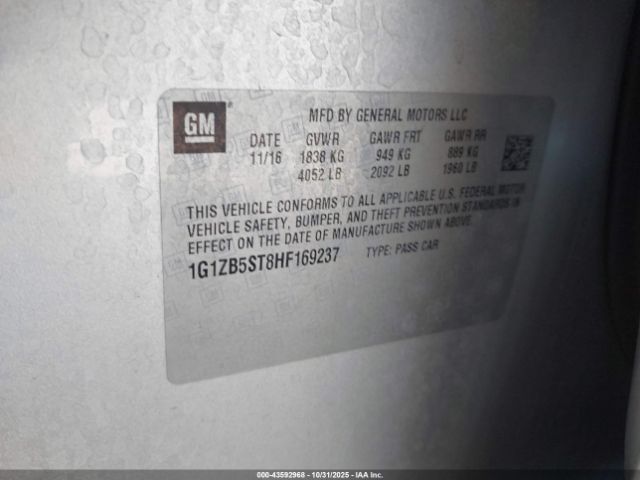 GM
MFD BY GENERAL MOTORS LLC
DATE GVWR GAWR FRT GAWR RR
11/16 1838 KG 949 KG 889 KG
4052 LB 2092 LB 1960 LB
THIS VEHICLE CONFORMS TO ALL APPLICABLE U.S. FEDERAL MOTOR
VEHICLE SAFETY, BUMPER, AND THEFT PREVENTION STANDARDS IN
EFFECT ON THE DATE OF MANUFACTURE SHOWN ABOVE.
1G1ZB5ST8HF169237 TYPE: PASS CAR
000-43592968 • 10/31/2025 • IAA Inc.